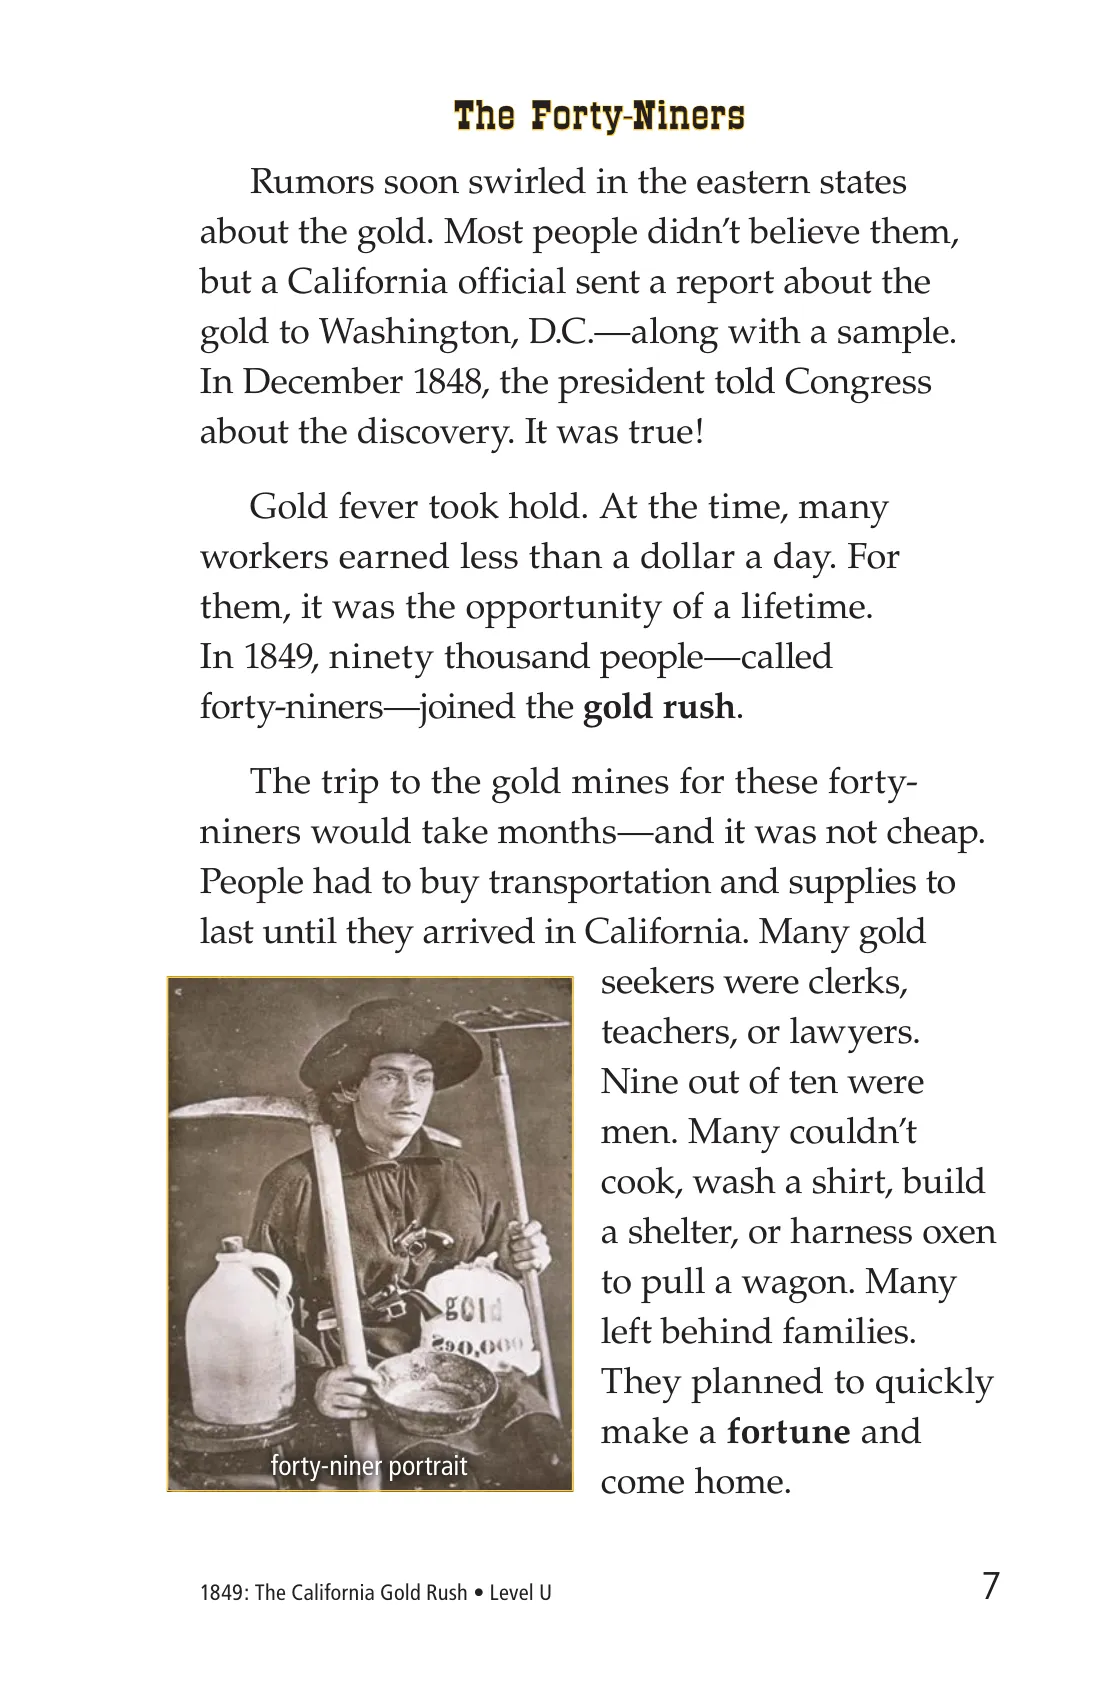 The Forty-Niners
Rumors soon swirled in the eastern states
about the gold. Most people didn’t believe them,
but a California official sent a report about the
gold to Washington, D.C.—along with a sample.
In December 1848, the president told Congress
about the discovery. It was true!
Gold fever took hold. At the time, many
workers earned less than a dollar a day. For
them, it was the opportunity of a lifetime.
In 1849, ninety thousand people—called
forty-niners—joined the gold rush.
The trip to the gold mines for these forty-
niners would take months—and it was not cheap.
People had to buy transportation and supplies to
last until they arrived in California. Many gold
seekers were clerks,
teachers, or lawyers.
Nine out of ten were
men. Many couldn’t
cook, wash a shirt, build
a shelter, or harness oxen
to pull a wagon. Many
left behind families.
They planned to quickly
make a fortune and
come home.
gold
$90,000
forty-niner portrait
1849: The California Gold Rush • Level U
7